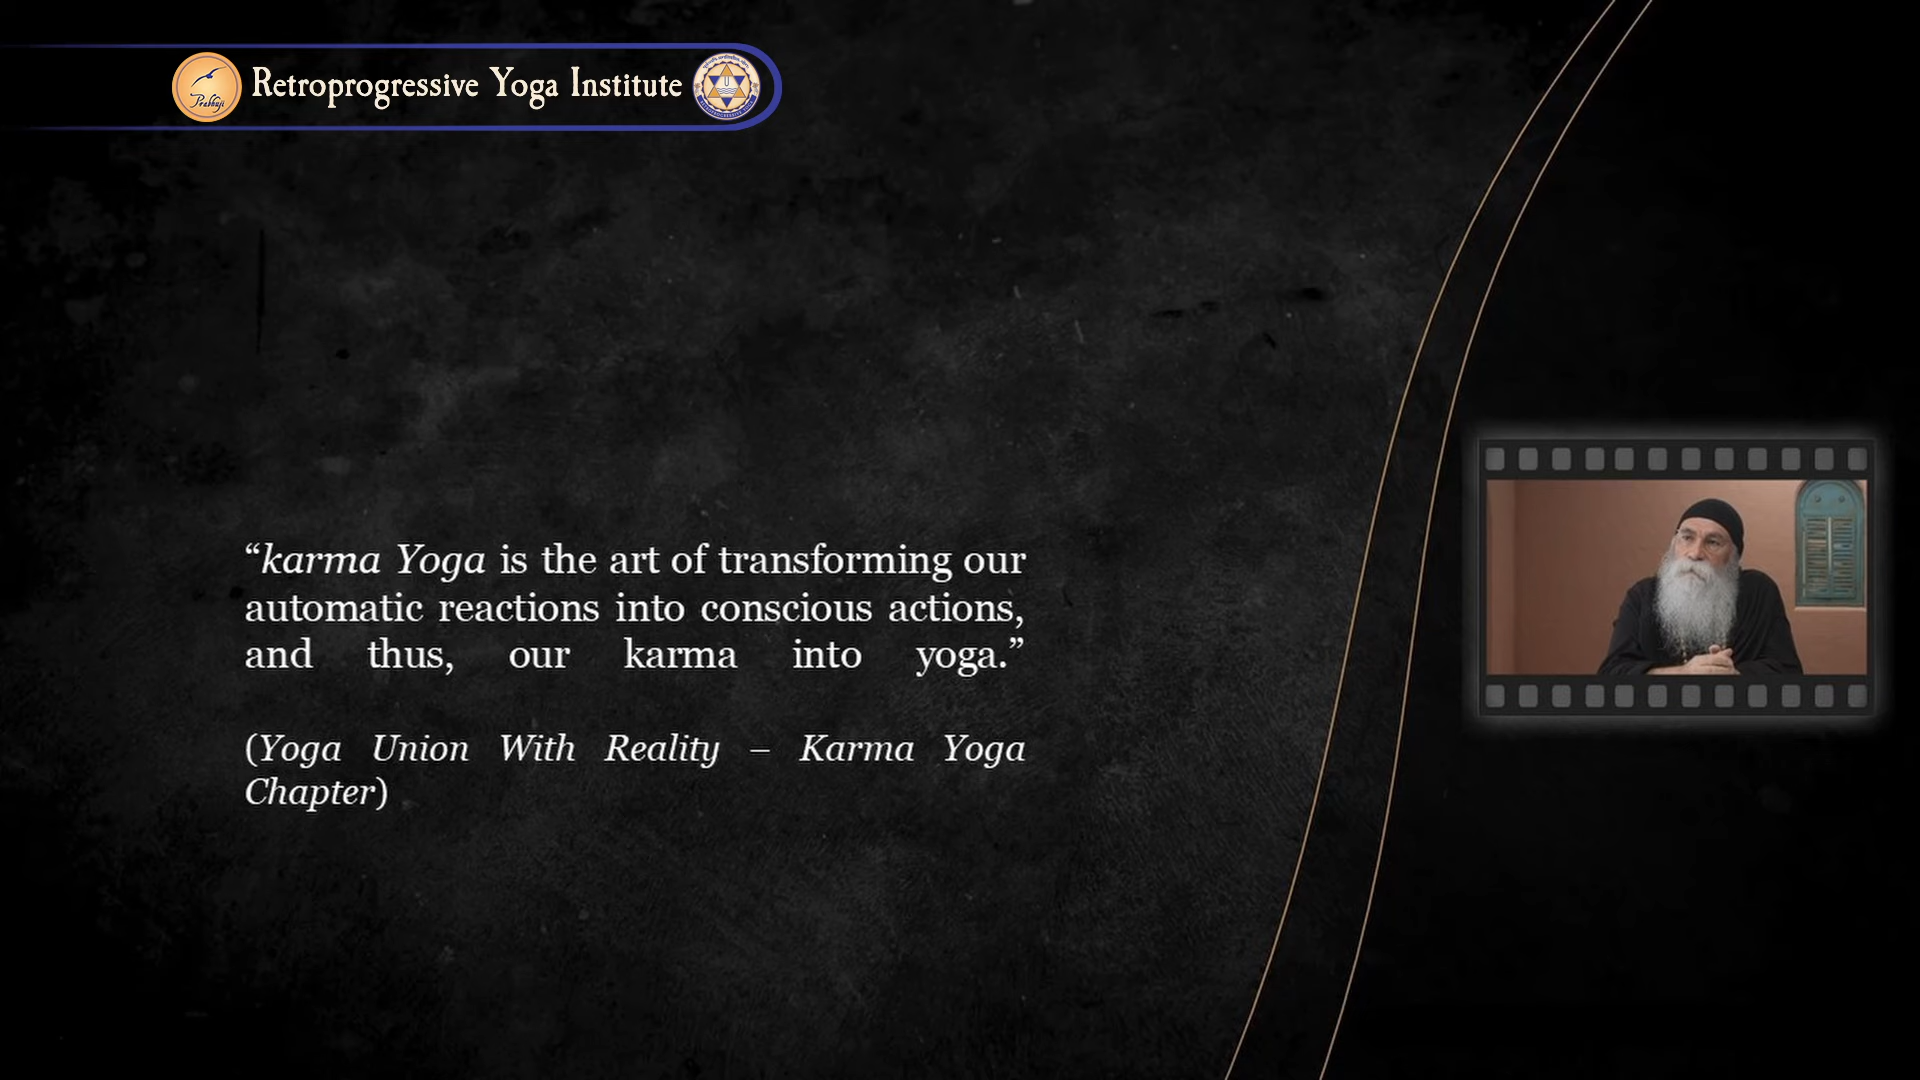 Prabhuji
Retroprogressive Yoga Institute
“karma Yoga is the art of transforming our
automatic reactions into conscious actions,
and thus, our karma into yoga.”
(Yoga Union With Reality – Karma Yoga
Chapter)